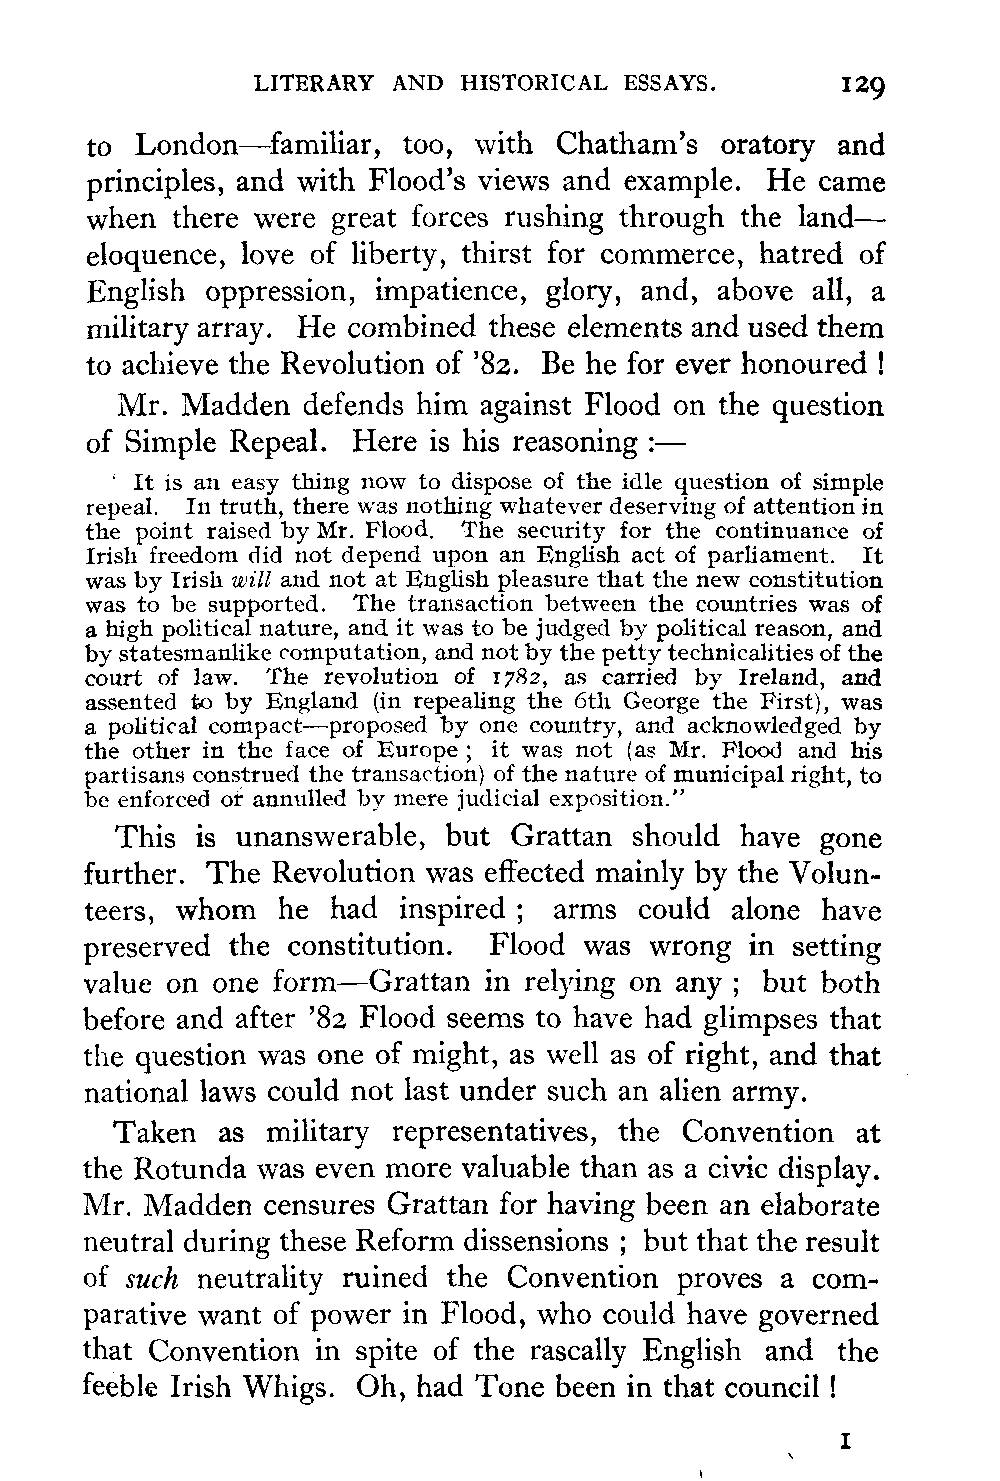 LITERARY AND HISTORICAL ESSAYS. 129
to London—familiar, too, with Chatham's oratory and
principles, and with Flood's views and example. He came
when there were great forces rushing through the land—
eloquence, love of liberty, thirst for commerce, hatred of
English oppression, impatience, glory, and, above all, a
military array. He combined these elements and used them
to achieve the Revolution of '82. Be he for ever honoured !
Mr. Madden defends him against Flood on the question
of Simple Repeal. Here is his reasoning :—
‘ It is an easy thing now to dispose of the idle question of simple
repeal. In truth, there was nothing whatever deserving of attention in
the point raised by Mr. Flood. The security for the continuance of
Irish freedom did not depend upon an English act of parliament. It
was by Irish will and not at English pleasure that the new constitution
was to be supported. The transaction between the countries was of
a high political nature, and it was to be judged by political reason, and
by statesmanlike computation, and not by the petty technicalities of the
court of law. The revolution of 1782, as carried by Ireland, and
assented to by England (in repealing the 6th George the First), was
a political compact—proposed by one country, and acknowledged by
the other in the face of Europe ; it was not (as Mr. Flood and his
partisans construed the transaction) of the nature of municipal right, to
be enforced or annulled by mere judicial exposition.”
This is unanswerable, but Grattan should have gone
further. The Revolution was effected mainly by the Volun-
teers, whom he had inspired ; arms could alone have
preserved the constitution. Flood was wrong in setting
value on one form—Grattan in relying on any ; but both
before and after '82 Flood seems to have had glimpses that
the question was one of might, as well as of right, and that
national laws could not last under such an alien army.
Taken as military representatives, the Convention at
the Rotunda was even more valuable than as a civic display.
Mr. Madden censures Grattan for having been an elaborate
neutral during these Reform dissensions ; but that the result
of such neutrality ruined the Convention proves a com-
parative want of power in Flood, who could have governed
that Convention in spite of the rascally English and the
feeble Irish Whigs. Oh, had Tone been in that council !
I